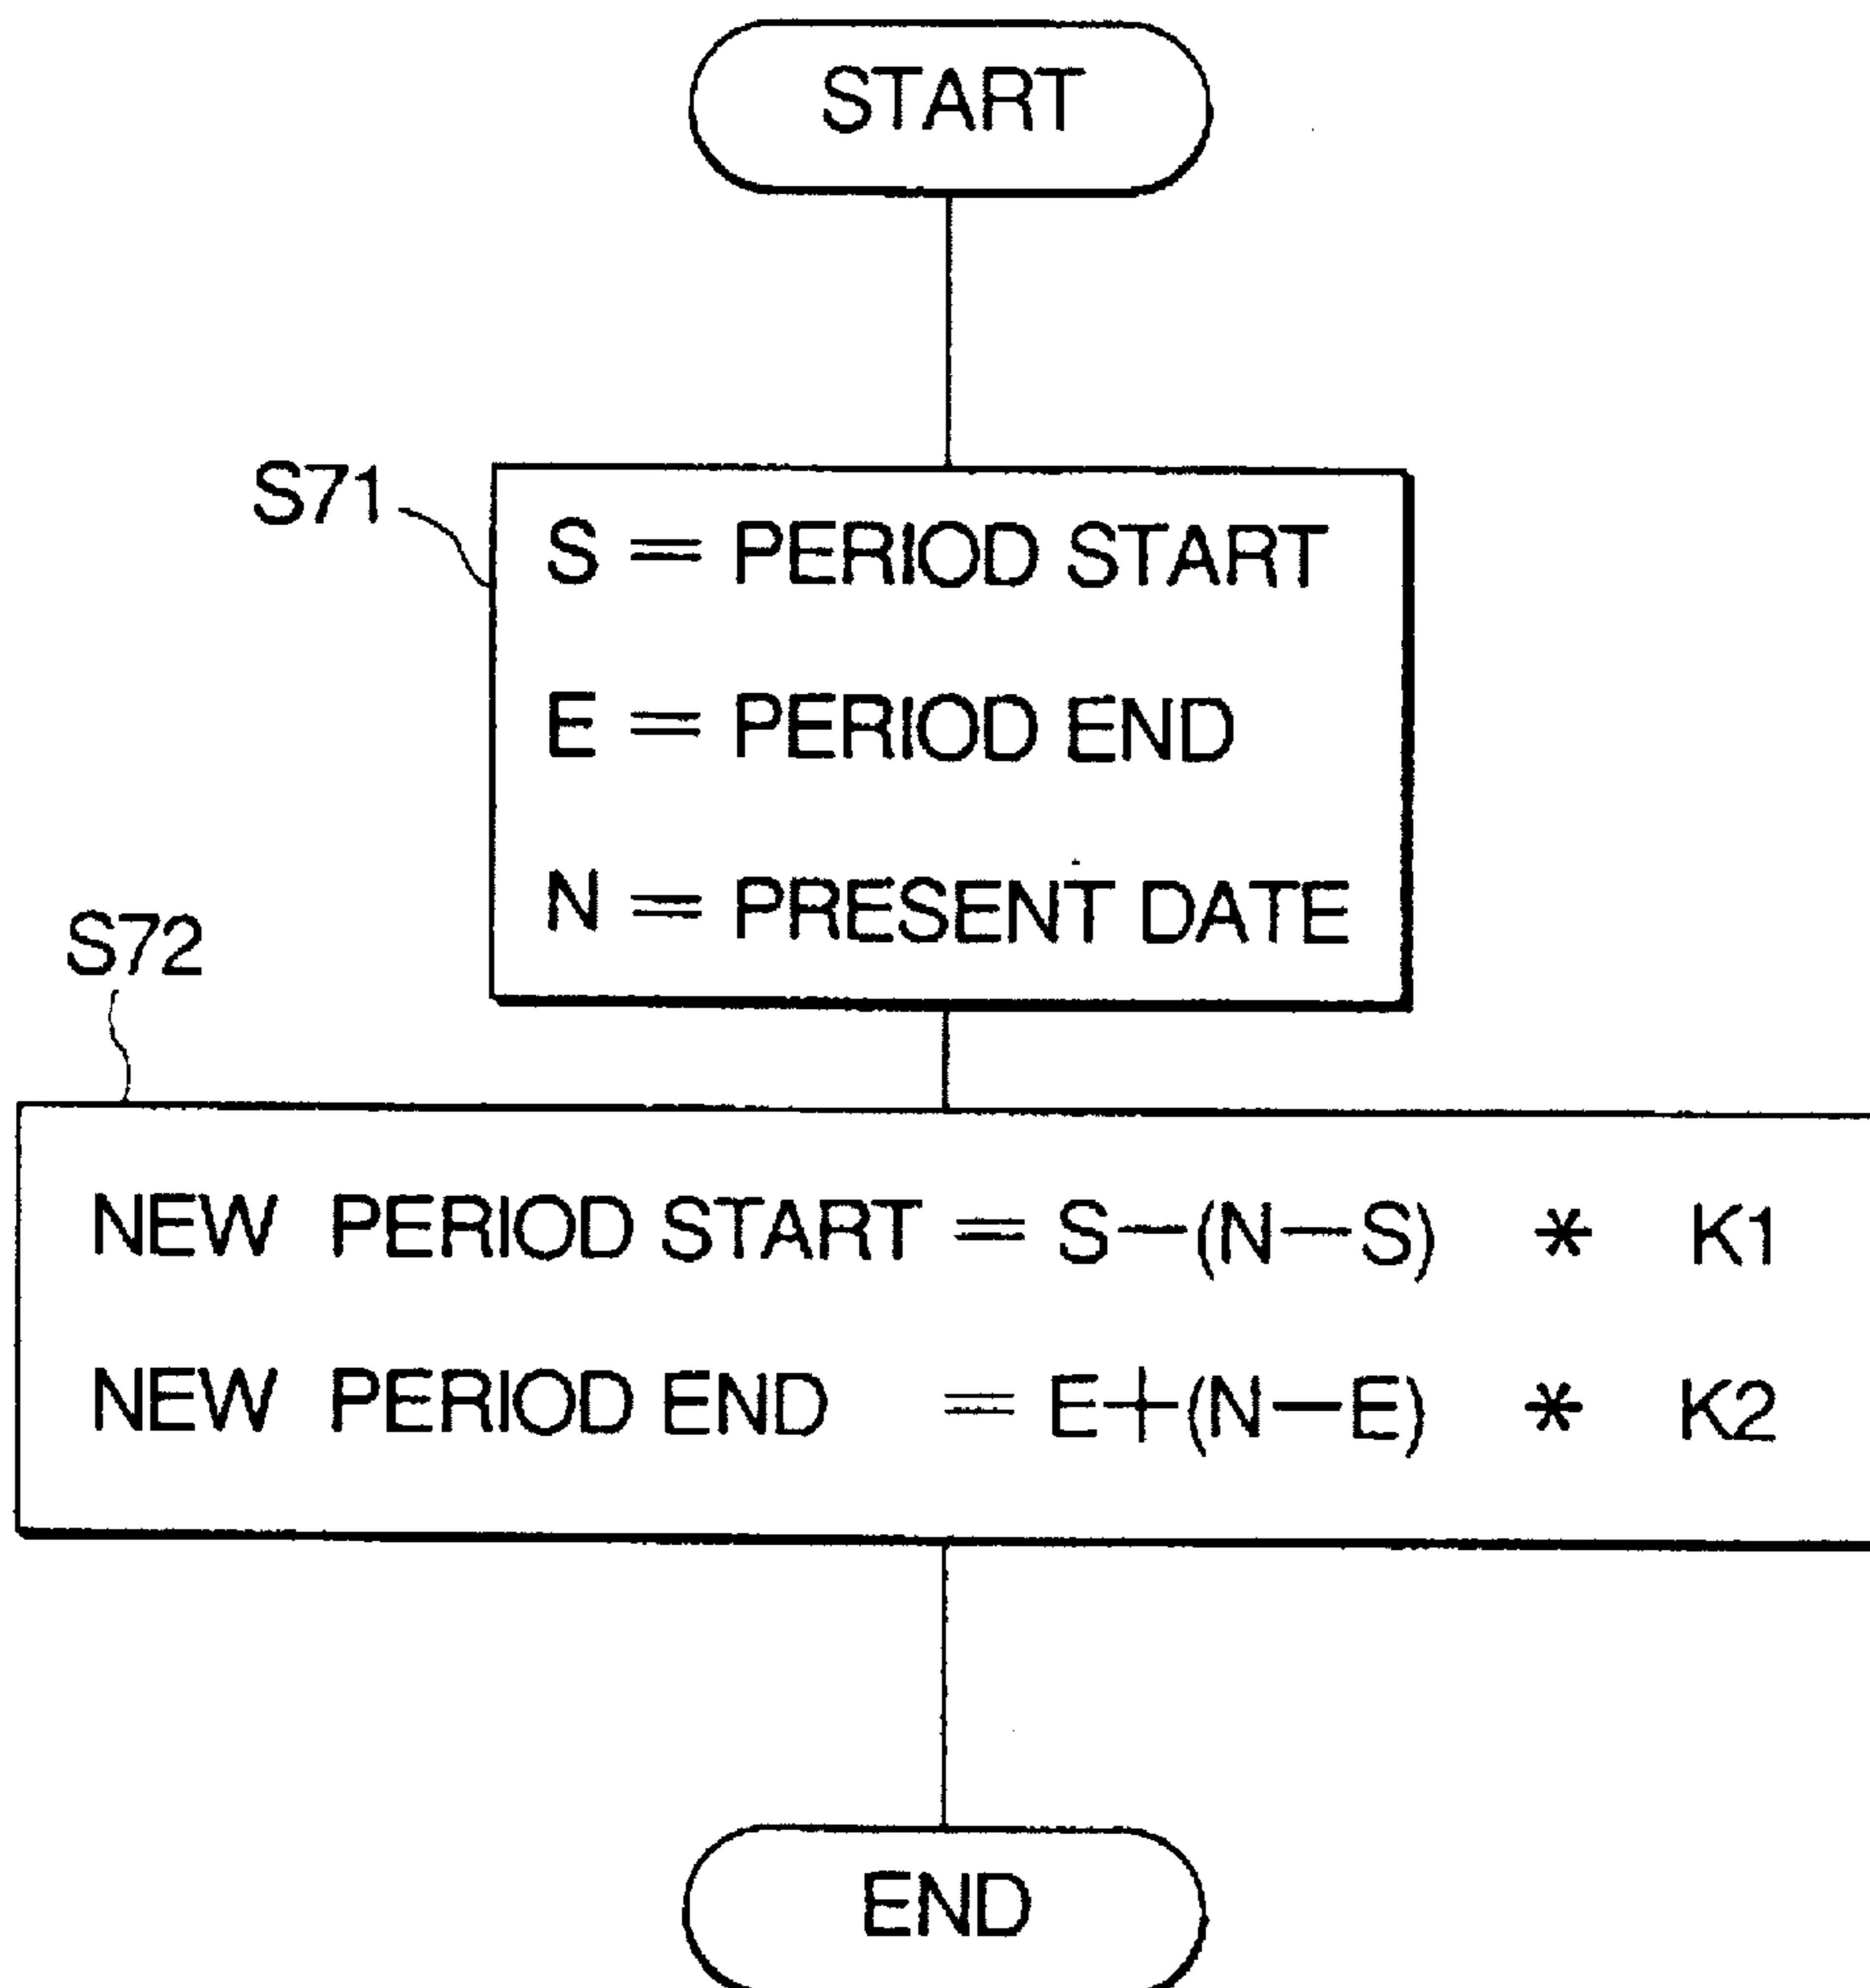 START
S71
S = PERIOD START
E = PERIOD END
N = PRESENT DATE
S72
NEW PERIOD START = S-(N-S) * K1
NEW PERIOD END = E+(N-E) * K2
END